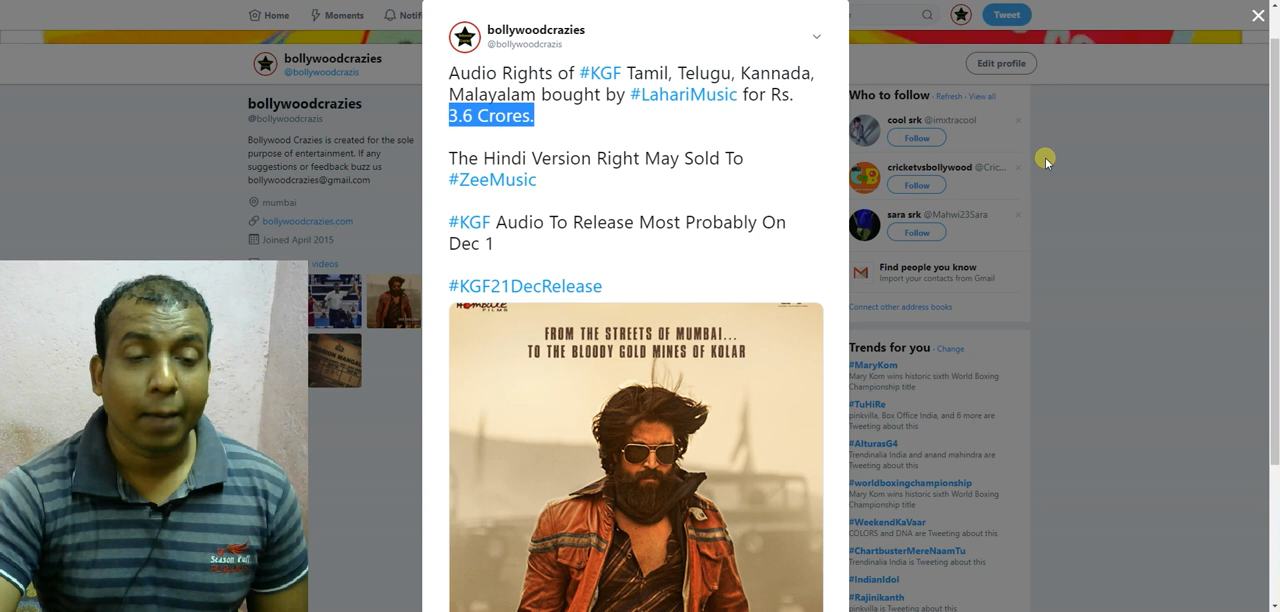 Home
Moments
Notif
Tweet
bollywoodcrazies
@bollywoodcrazis
Edit profile
bollywoodcrazies
@bollywoodcrazis
Bollywood Crazies is created for the sole
purpose of entertainment. If any
suggestions or feedback buzz us
bollywoodcrazies@gmail.com
mumbai
bollywoodcrazies.com
Joined April 2015
videos
bollywoodcrazies
@bollywoodcrazis
Audio Rights of #KGF Tamil, Telugu, Kannada,
Malayalam bought by #LahariMusic for Rs.
3.6 Crores.
The Hindi Version Right May Sold To
#ZeeMusic
#KGF Audio To Release Most Probably On
Dec 1
#KGF21DecRelease
FILMS
FROM THE STREETS OF MUMBAI...
TO THE BLOODY GOLD MINES OF KOLAR
Who to follow · Refresh · View all
cool srk @imxtracool
Follow
cricketvsbollywood @Cric...
Follow
sara srk @Mahwi23Sara
Follow
Find people you know
Import your contacts from Gmail
Connect other address books
Trends for you · Change
#MaryKom
Mary Kom wins historic sixth World Boxing
Championship title
#TuHiRe
pinkvilla, Box Office India, and 6 more are
Tweeting about this
#AlturasG4
Trendinalia India and anand mahindra are
Tweeting about this
#worldboxingchampionship
Mary Kom wins historic sixth World Boxing
Championship title
#WeekendKaVaar
COLORS and DNA are Tweeting about this
#ChartbusterMereNaamTu
Trendinalia India is Tweeting about this
#IndianIdol
#Rajinikanth
pinkvilla is Tweeting about this